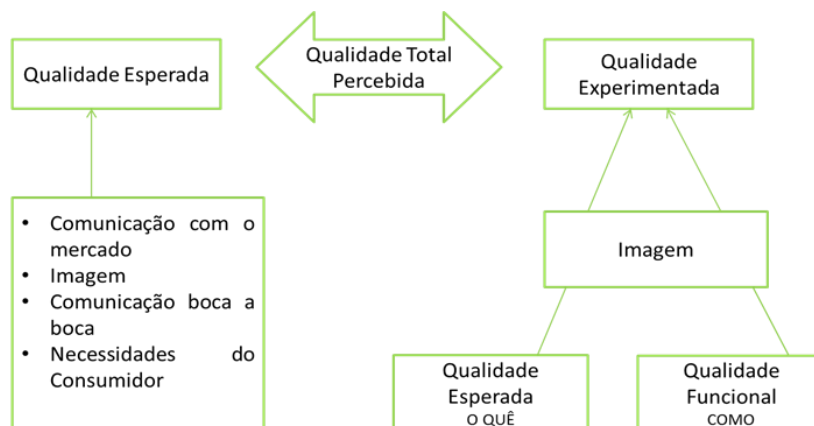 Qualidade Esperada
Qualidade Total
Percebida
Qualidade
Experimentada
• Comunicação com o
mercado
• Imagem
• Comunicação boca a
boca
• Necessidades do
Consumidor
Imagem
Qualidade
Esperada
O QUÊ
Qualidade
Funcional
COMO